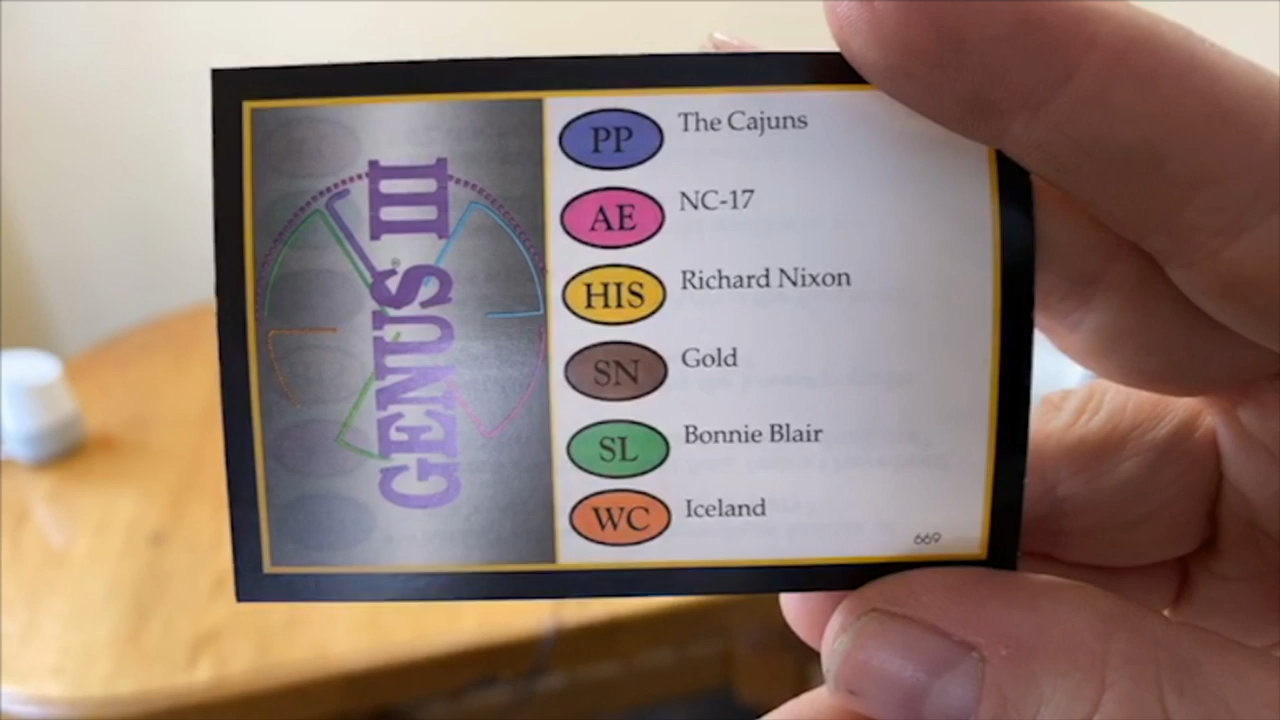 GENUS III
®
PP The Cajuns
AE NC-17
HIS Richard Nixon
SN Gold
SL Bonnie Blair
WC Iceland
669